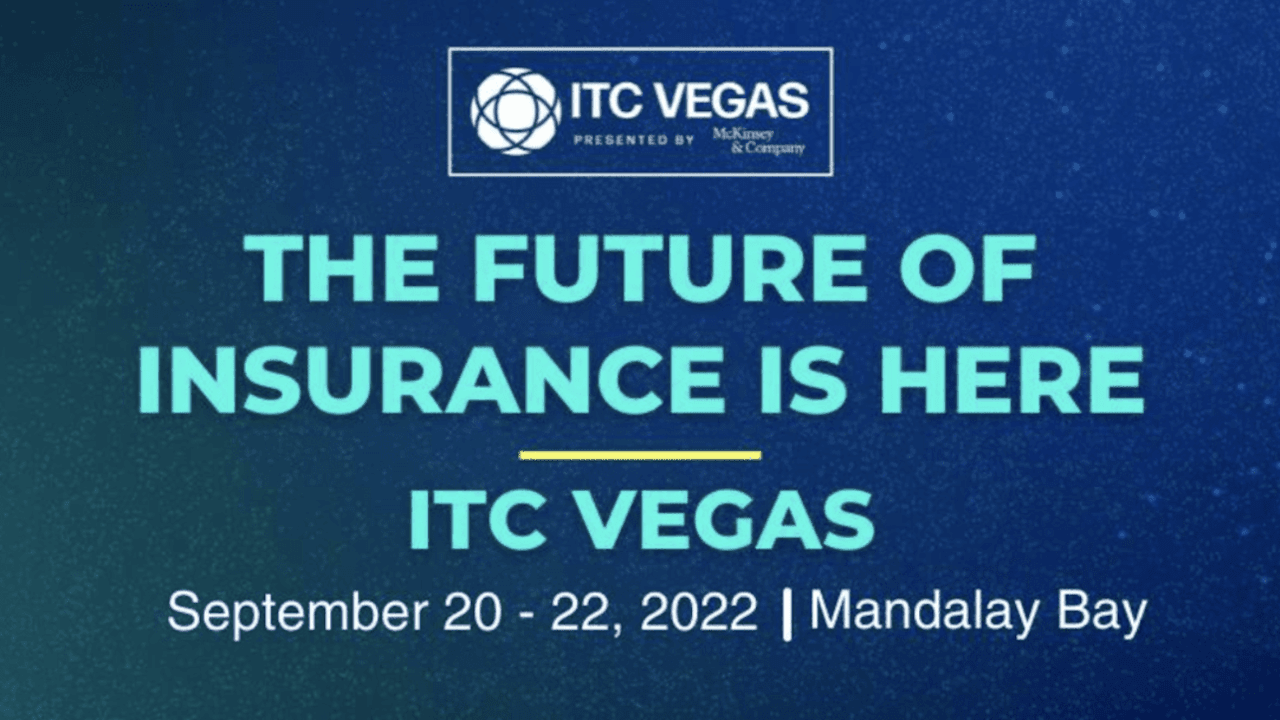 ITC VEGAS
PRESENTED BY McKinsey
& Company
THE FUTURE OF
INSURANCE IS HERE
ITC VEGAS
September 20 - 22, 2022 | Mandalay Bay